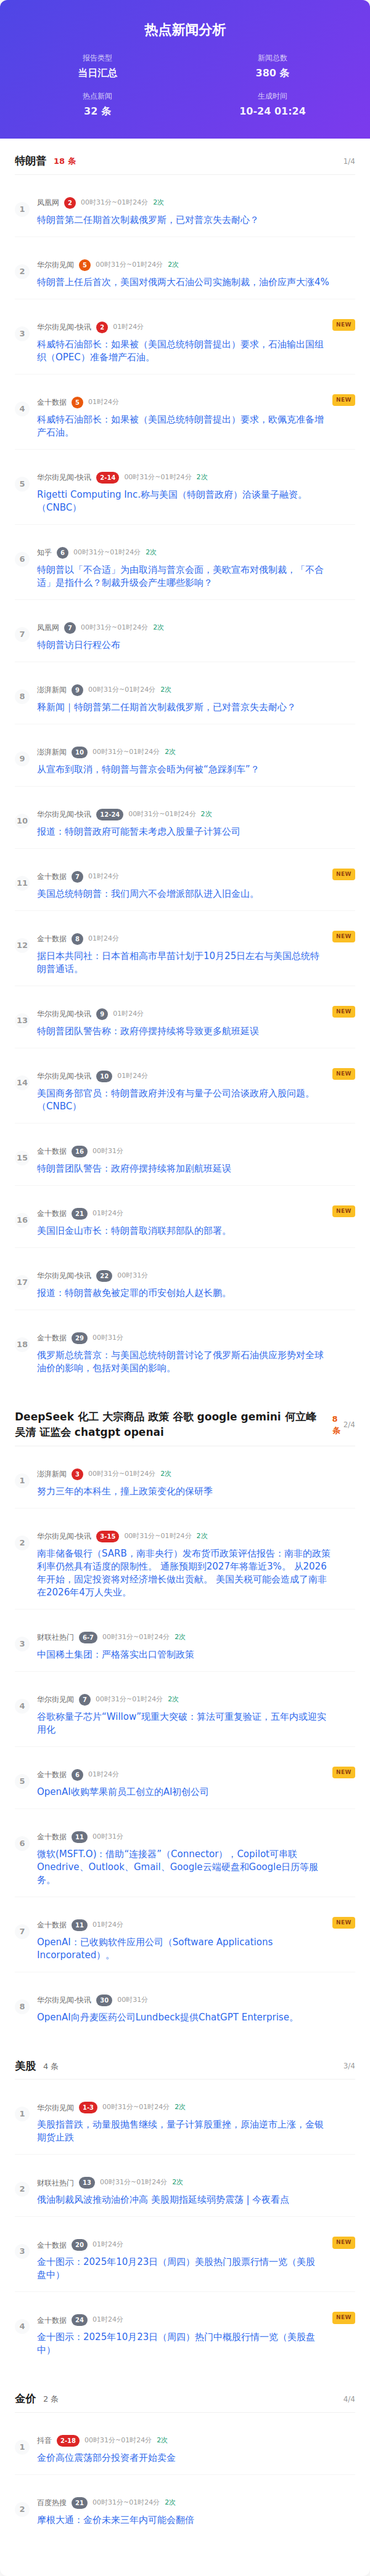 热点新闻分析
报告类型
新闻总数
当日汇总
380 条
热点新闻
生成时间
32 条
10-24 01:24
特朗普 18 条 1/4
1
凤凰网 2 00时31分~01时24分 2次
特朗普第二任期首次制裁俄罗斯，已对普京失去耐心？
2
华尔街见闻 5 00时31分~01时24分 2次
特朗普上任后首次，美国对俄两大石油公司实施制裁，油价应声大涨4%
3
华尔街见闻-快讯 2 01时24分 NEW
科威特石油部长：如果被（美国总统特朗普提出）要求，石油输出国组
织（OPEC）准备增产石油。
4
金十数据 5 01时24分 NEW
科威特石油部长：如果被（美国总统特朗普提出）要求，欧佩克准备增
产石油。
5
华尔街见闻-快讯 2-14 00时31分~01时24分 2次
Rigetti Computing Inc.称与美国（特朗普政府）洽谈量子融资。
（CNBC）
6
知乎 6 00时31分~01时24分 2次
特朗普以「不合适」为由取消与普京会面，美欧宣布对俄制裁，「不合
适」是指什么？制裁升级会产生哪些影响？
7
凤凰网 7 00时31分~01时24分 2次
特朗普访日行程公布
8
澎湃新闻 9 00时31分~01时24分 2次
释新闻｜特朗普第二任期首次制裁俄罗斯，已对普京失去耐心？
9
澎湃新闻 10 00时31分~01时24分 2次
从宣布到取消，特朗普与普京会晤为何被“急踩刹车”？
10
华尔街见闻-快讯 12-24 00时31分~01时24分 2次
报道：特朗普政府可能暂未考虑入股量子计算公司
11
金十数据 7 01时24分 NEW
美国总统特朗普：我们周六不会增派部队进入旧金山。
12
金十数据 8 01时24分 NEW
据日本共同社：日本首相高市早苗计划于10月25日左右与美国总统特
朗普通话。
13
华尔街见闻-快讯 9 01时24分 NEW
特朗普团队警告称：政府停摆持续将导致更多航班延误
14
华尔街见闻-快讯 10 01时24分 NEW
美国商务部官员：特朗普政府并没有与量子公司洽谈政府入股问题。
（CNBC）
15
金十数据 16 00时31分
特朗普团队警告：政府停摆持续将加剧航班延误
16
金十数据 21 01时24分 NEW
美国旧金山市长：特朗普取消联邦部队的部署。
17
华尔街见闻-快讯 22 00时31分
报道：特朗普赦免被定罪的币安创始人赵长鹏。
18
金十数据 29 00时31分
俄罗斯总统普京：与美国总统特朗普讨论了俄罗斯石油供应形势对全球
油价的影响，包括对美国的影响。
DeepSeek 化工 大宗商品 政策 谷歌 google gemini 何立峰
吴清 证监会 chatgpt openai
8
条
2/4
1
澎湃新闻 3 00时31分~01时24分 2次
努力三年的本科生，撞上政策变化的保研季
2
华尔街见闻-快讯 3-15 00时31分~01时24分 2次
南非储备银行（SARB，南非央行）发布货币政策评估报告：南非的政策
利率仍然具有适度的限制性。 通胀预期到2027年将靠近3%。 从2026
年开始，固定投资将对经济增长做出贡献。 美国关税可能会造成了南非
在2026年4万人失业。
3
财联社热门 6-7 00时31分~01时24分 2次
中国稀土集团：严格落实出口管制政策
4
华尔街见闻 7 00时31分~01时24分 2次
谷歌称量子芯片“Willow”现重大突破：算法可重复验证，五年内或迎实
用化
5
金十数据 6 01时24分 NEW
OpenAI收购苹果前员工创立的AI初创公司
6
金十数据 11 00时31分
微软(MSFT.O)：借助“连接器”（Connector），Copilot可串联
Onedrive、Outlook、Gmail、Google云端硬盘和Google日历等服
务。
7
金十数据 11 01时24分 NEW
OpenAI：已收购软件应用公司（Software Applications
Incorporated）。
8
华尔街见闻-快讯 30 00时31分
OpenAI向丹麦医药公司Lundbeck提供ChatGPT Enterprise。
美股 4 条 3/4
1
华尔街见闻 1-3 00时31分~01时24分 2次
美股指普跌，动量股抛售继续，量子计算股重挫，原油逆市上涨，金银
期货止跌
2
财联社热门 13 00时31分~01时24分 2次
俄油制裁风波推动油价冲高 美股期指延续弱势震荡 | 今夜看点
3
金十数据 20 01时24分 NEW
金十图示：2025年10月23日（周四）美股热门股票行情一览（美股
盘中）
4
金十数据 24 01时24分 NEW
金十图示：2025年10月23日（周四）热门中概股行情一览（美股盘
中）
金价 2 条 4/4
1
抖音 2-18 00时31分~01时24分 2次
金价高位震荡部分投资者开始卖金
2
百度热搜 21 00时31分~01时24分 2次
摩根大通：金价未来三年内可能会翻倍